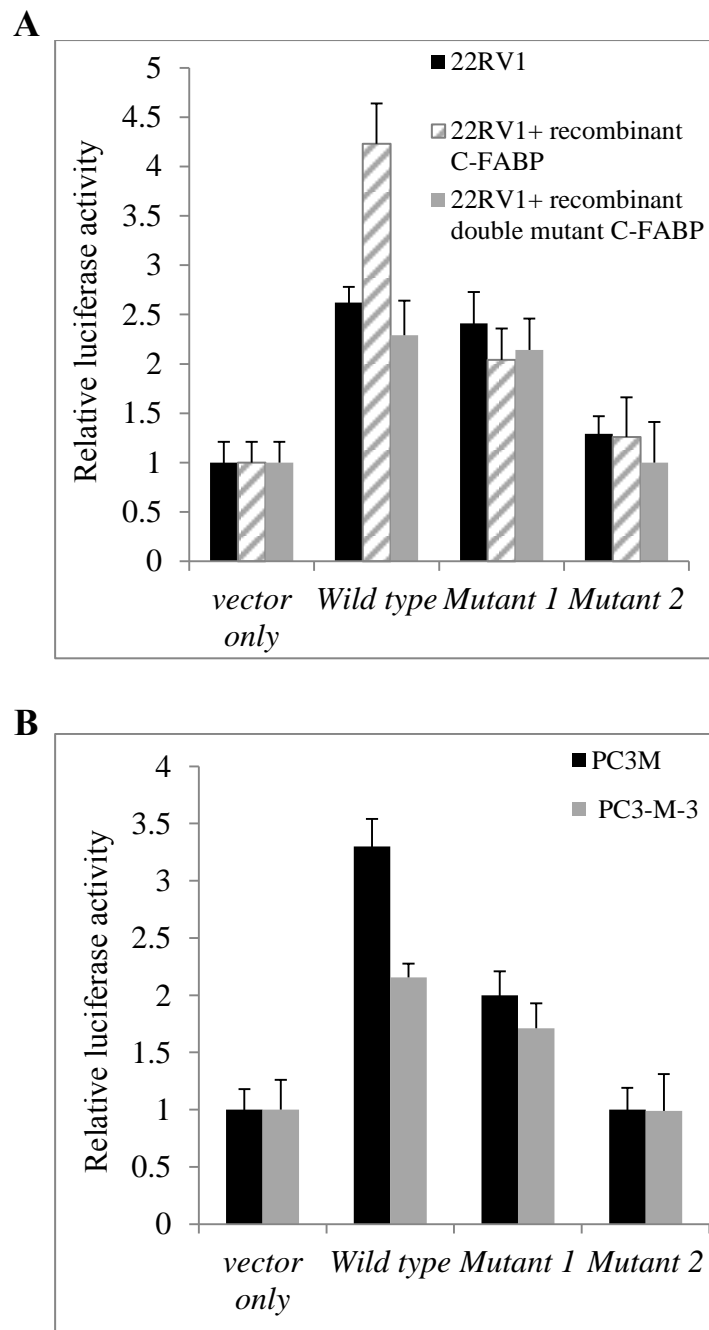 A
Relative luciferase activity
5
4.5
4
3.5
3
2.5
2
1.5
1
0.5
0
22RV1
22RV1+ recombinant
C-FABP
22RV1+ recombinant
double mutant C-FABP
vector only
Wild type
Mutant 1
Mutant 2
B
Relative luciferase activity
4
3.5
3
2.5
2
1.5
1
0.5
0
PC3M
PC3-M-3
vector only
Wild type
Mutant 1
Mutant 2